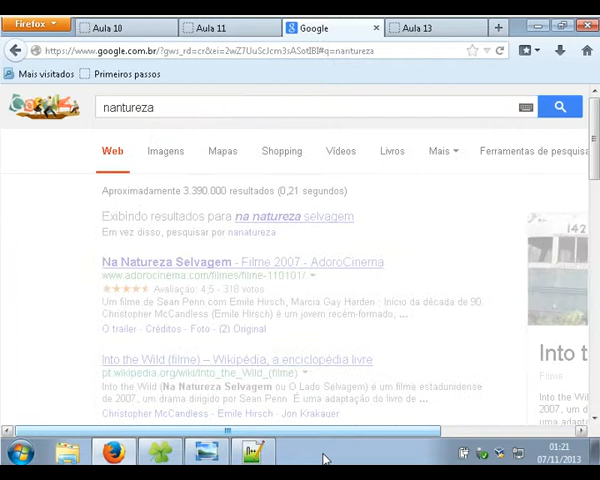 Firefox
Aula 10
Aula 11
Google
Aula 13
https://www.google.com.br/?gws_rd=cr&ei=2wZ7UuScJcm3sASotIBI#q=nantureza
Mais visitados
Primeiros passos
nantureza
Web
Imagens
Mapas
Shopping
Vídeos
Livros
Mais
Ferramentas de pesquisa
Aproximadamente 3.390.000 resultados (0,21 segundos)
Exibindo resultados para na natureza selvagem
Em vez disso, pesquisar por nanatureza
Na Natureza Selvagem - Filme 2007 - AdoroCinema
www.adorocinema.com/filmes/filme-110101/
Avaliação: 4,5 - 318 votos
Um filme de Sean Penn com Emile Hirsch, Marcia Gay Harden : Início da década de 90.
Christopher McCandless (Emile Hirsch) é um jovem recém-formado, ...
O trailer - Créditos - Foto - (2) Original
142
Into the Wild (filme) – Wikipédia, a enciclopédia livre
pt.wikipedia.org/wiki/Into_the_Wild_(filme)
Into the Wild (Na Natureza Selvagem ou O Lado Selvagem) é um filme estadunidense
de 2007, um drama dirigido por Sean Penn. É uma adaptação do livro de ...
Christopher McCandless - Emile Hirsch - Jon Krakauer
Into t
Filme
Into the Wi
2007, um d
01:21
07/11/2013